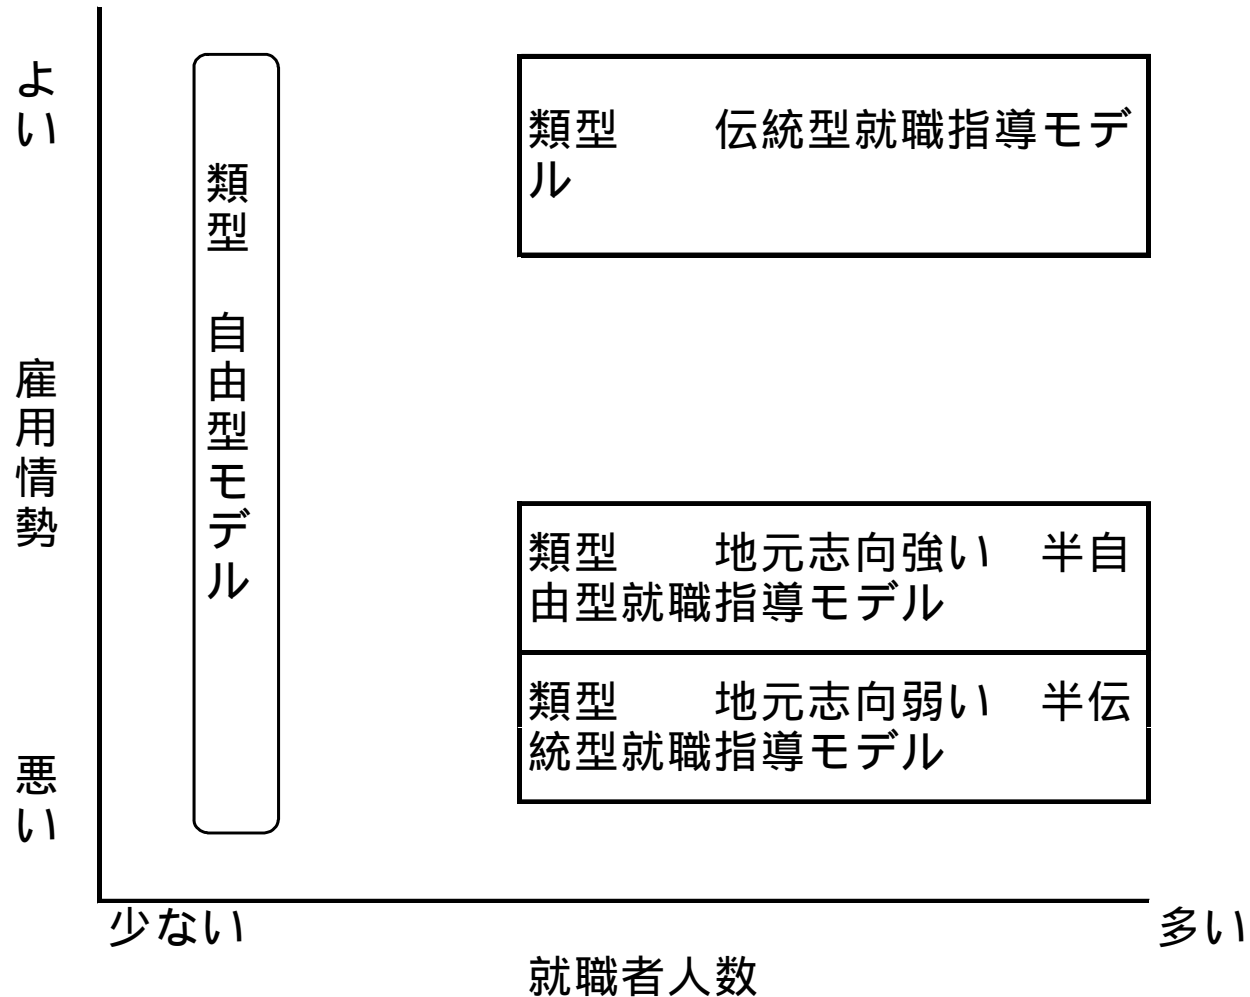 よい
雇用情勢
悪い
類型　自由型モデル
類型　　伝統型就職指導モデ
ル
類型　　地元志向強い　半自
由型就職指導モデル
類型　　地元志向弱い　半伝
統型就職指導モデル
少ない
多い
就職者人数